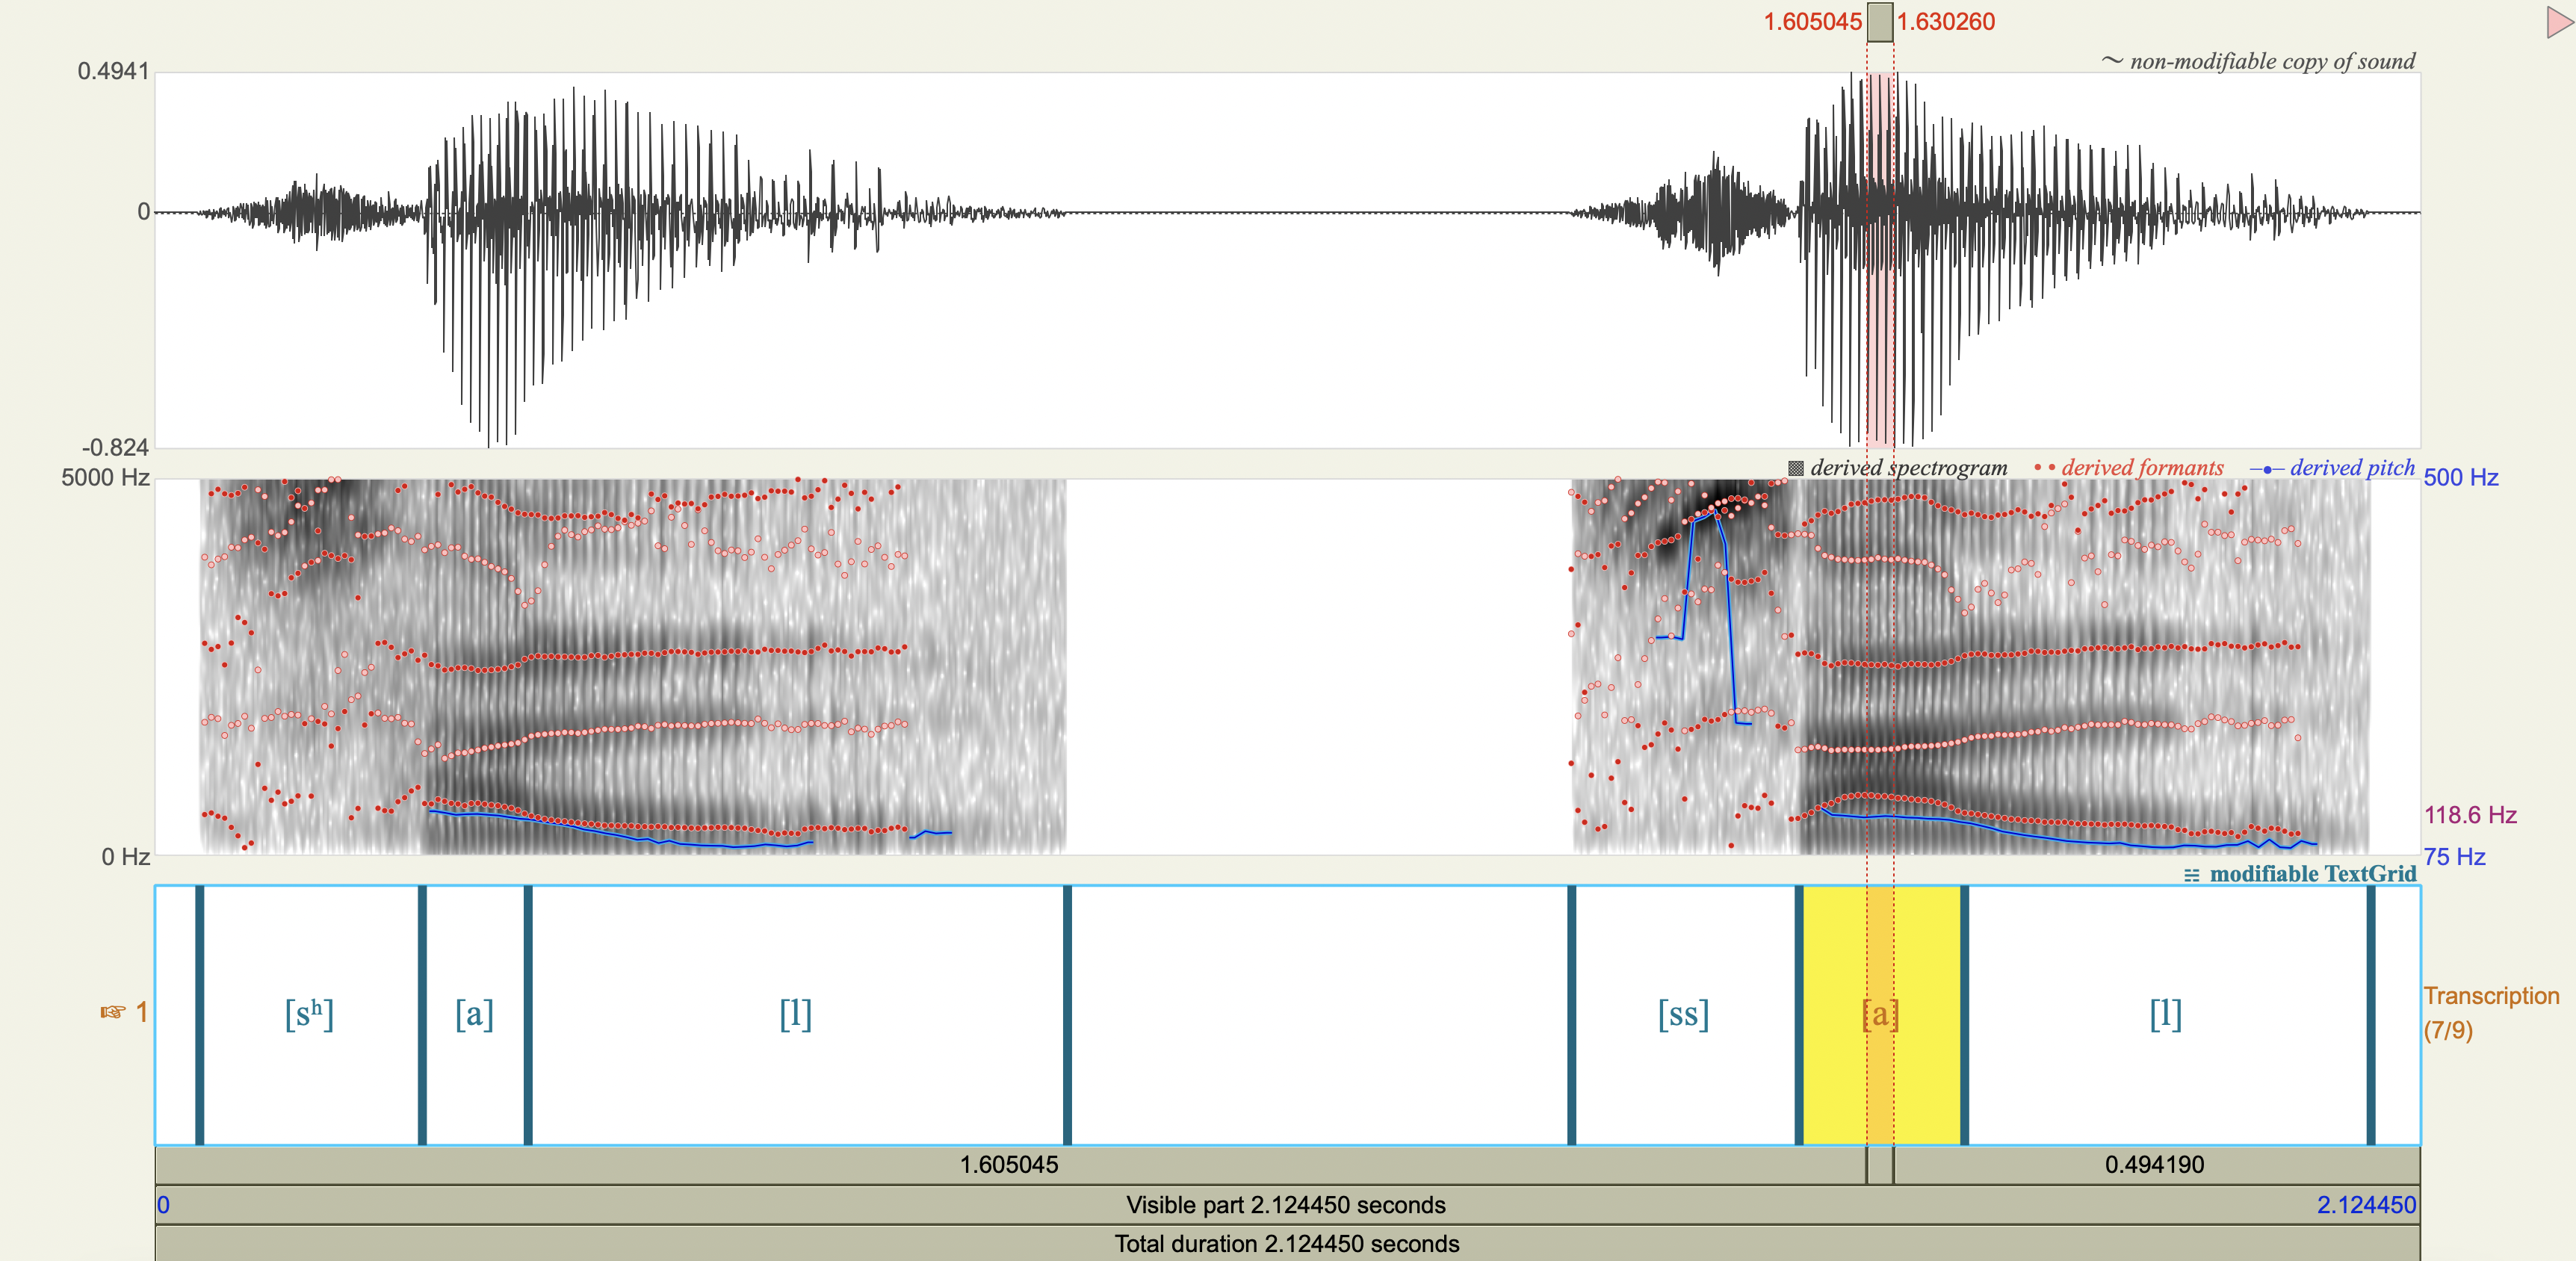 1.605045 1.630260
~ non-modifiable copy of sound
0.4941
0
-0.824
derived spectrogram derived formants derived pitch
5000 Hz 500 Hz
118.6 Hz
0 Hz 75 Hz
modifiable TextGrid
☞ 1 [sʰ] [a] [l] [ss] [a] [l] Transcription
(7/9)
1.605045 0.494190
0 Visible part 2.124450 seconds 2.124450
Total duration 2.124450 seconds